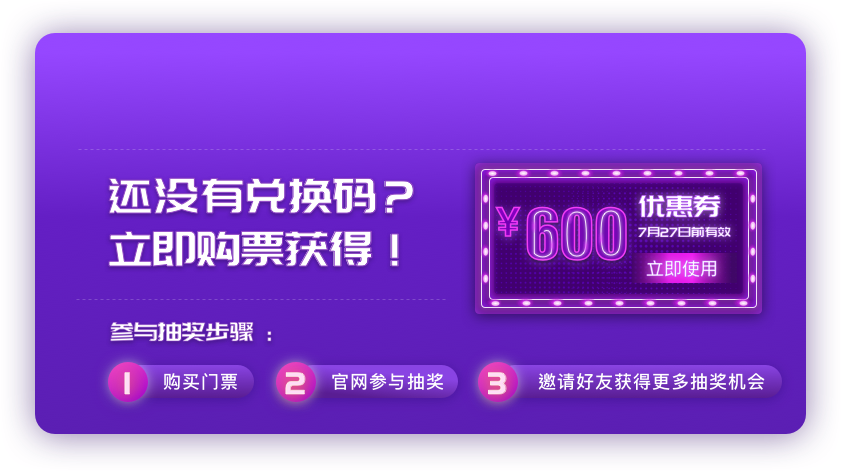 还没有兑换码?
立即购票获得!
¥600
优惠券
7月27日前有效
立即使用
参与抽奖步骤:
1 购买门票
2 官网参与抽奖
3 邀请好友获得更多抽奖机会